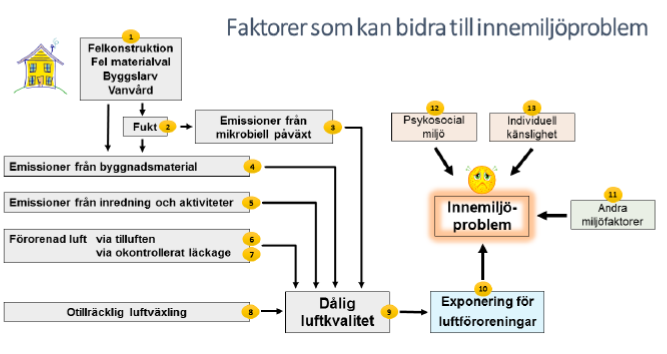 Faktorer som kan bidra till innemiljöproblem
1
Felkonstruktion
Fel materialval
Byggslarv
Vanvård
Fukt 2
Emissioner från
mikrobiell påväxt 3
Emissioner från byggnadsmaterial 4
Emissioner från inredning och aktiviteter 5
Förorenad luft via tilluften 6
via okontrollerat läckage 7
Otillräcklig luftväxling 8
Dålig
luftkvalitet 9
10
Exponering för
luftföroreningar
11
Andra
miljöfaktorer
12
Psykosocial
miljö
13
Individuell
känslighet
Innemiljö-
problem